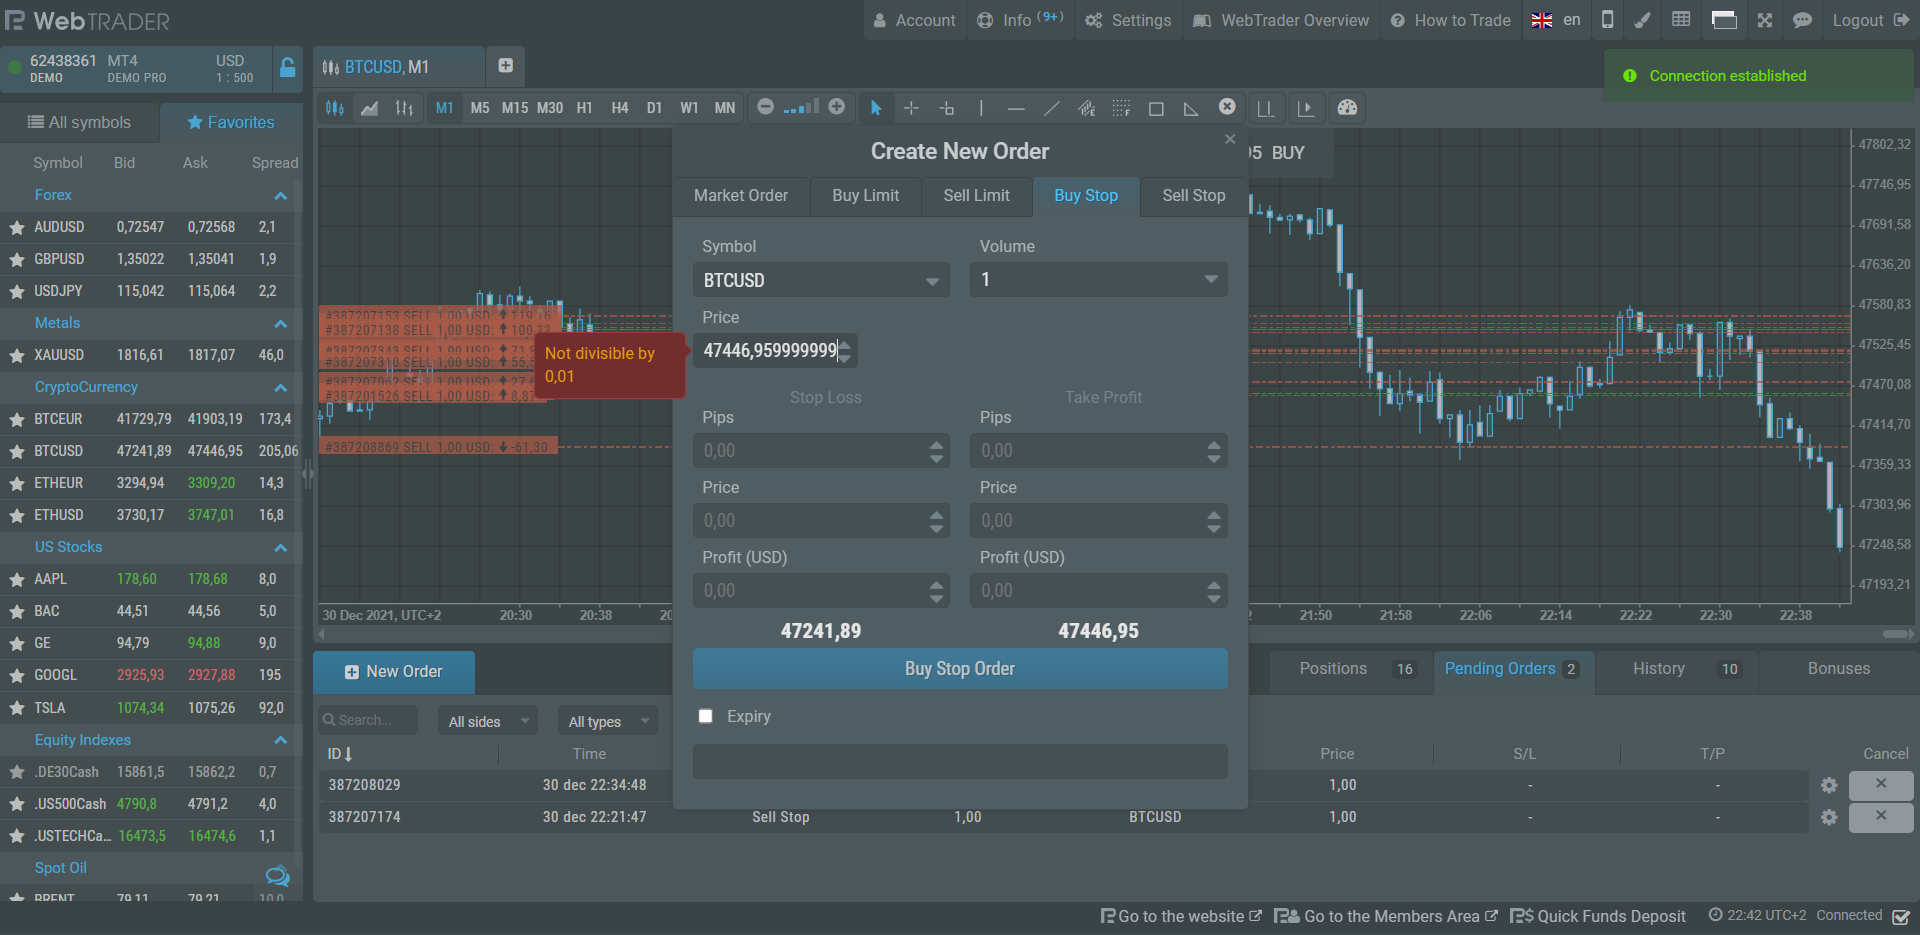 WebTRADER
Account
Info (9+)
Settings
WebTrader Overview
How to Trade
en
Logout
62438361 MT4 USD
DEMO DEMO PRO 1 : 500
BTCUSD, M1
Connection established
All symbols
Favorites
M1 M5 M15 M30 H1 H4 D1 W1 MN
Symbol Bid Ask Spread
Forex
AUDUSD 0,72547 0,72568 2,1
GBPUSD 1,35022 1,35041 1,9
USDJPY 115,042 115,064 2,2
Metals
XAUUSD 1816,61 1817,07 46,0
CryptoCurrency
BTCEUR 41729,79 41903,19 173,4
BTCUSD 47241,89 47446,95 205,06
ETHEUR 3294,94 3309,20 14,3
ETHUSD 3730,17 3747,01 16,8
US Stocks
AAPL 178,60 178,68 8,0
BAC 44,51 44,56 5,0
GE 94,79 94,88 9,0
GOOGL 2925,93 2927,88 195
TSLA 1074,34 1075,26 92,0
Equity Indexes
.DE30Cash 15861,5 15862,2 0,7
.US500Cash 4790,8 4791,2 4,0
.USTECHCa... 16473,5 16474,6 1,1
Spot Oil
BRENT 79,11 79,21 10,0
#387207153 SELL 1,00 USD: 119,16
#387207138 SELL 1,00 USD: 100,12
#387207343 SELL 1,00 USD: 71,8
#387207310 SELL 1,00 USD: 55,5
#387207062 SELL 1,00 USD: 27,6
#387201526 SELL 1,00 USD: 8,87
#387208869 SELL 1,00 USD: -61,30
Not divisible by
0,01
Create New Order
05 BUY
Market Order
Buy Limit
Sell Limit
Buy Stop
Sell Stop
Symbol
Volume
BTCUSD
1
Price
47446,959999999
Stop Loss
Take Profit
Pips
Pips
0,00
0,00
Price
Price
0,00
0,00
Profit (USD)
Profit (USD)
0,00
0,00
47241,89
47446,95
Buy Stop Order
Expiry
47802,32
47746,95
47691,58
47636,20
47580,83
47525,45
47470,08
47414,70
47359,33
47303,96
47248,58
47193,21
30 Dec 2021, UTC+2 20:30 20:38 20 2 21:50 21:58 22:06 22:14 22:22 22:30 22:38
New Order
Positions 16
Pending Orders 2
History 10
Bonuses
Search...
All sides
All types
ID Time Price S/L T/P Cancel
387208029 30 dec 22:34:48 1,00 - -
387207174 30 dec 22:21:47 Sell Stop 1,00 BTCUSD 1,00 - -
Go to the website
Go to the Members Area
Quick Funds Deposit
22:42 UTC+2 Connected